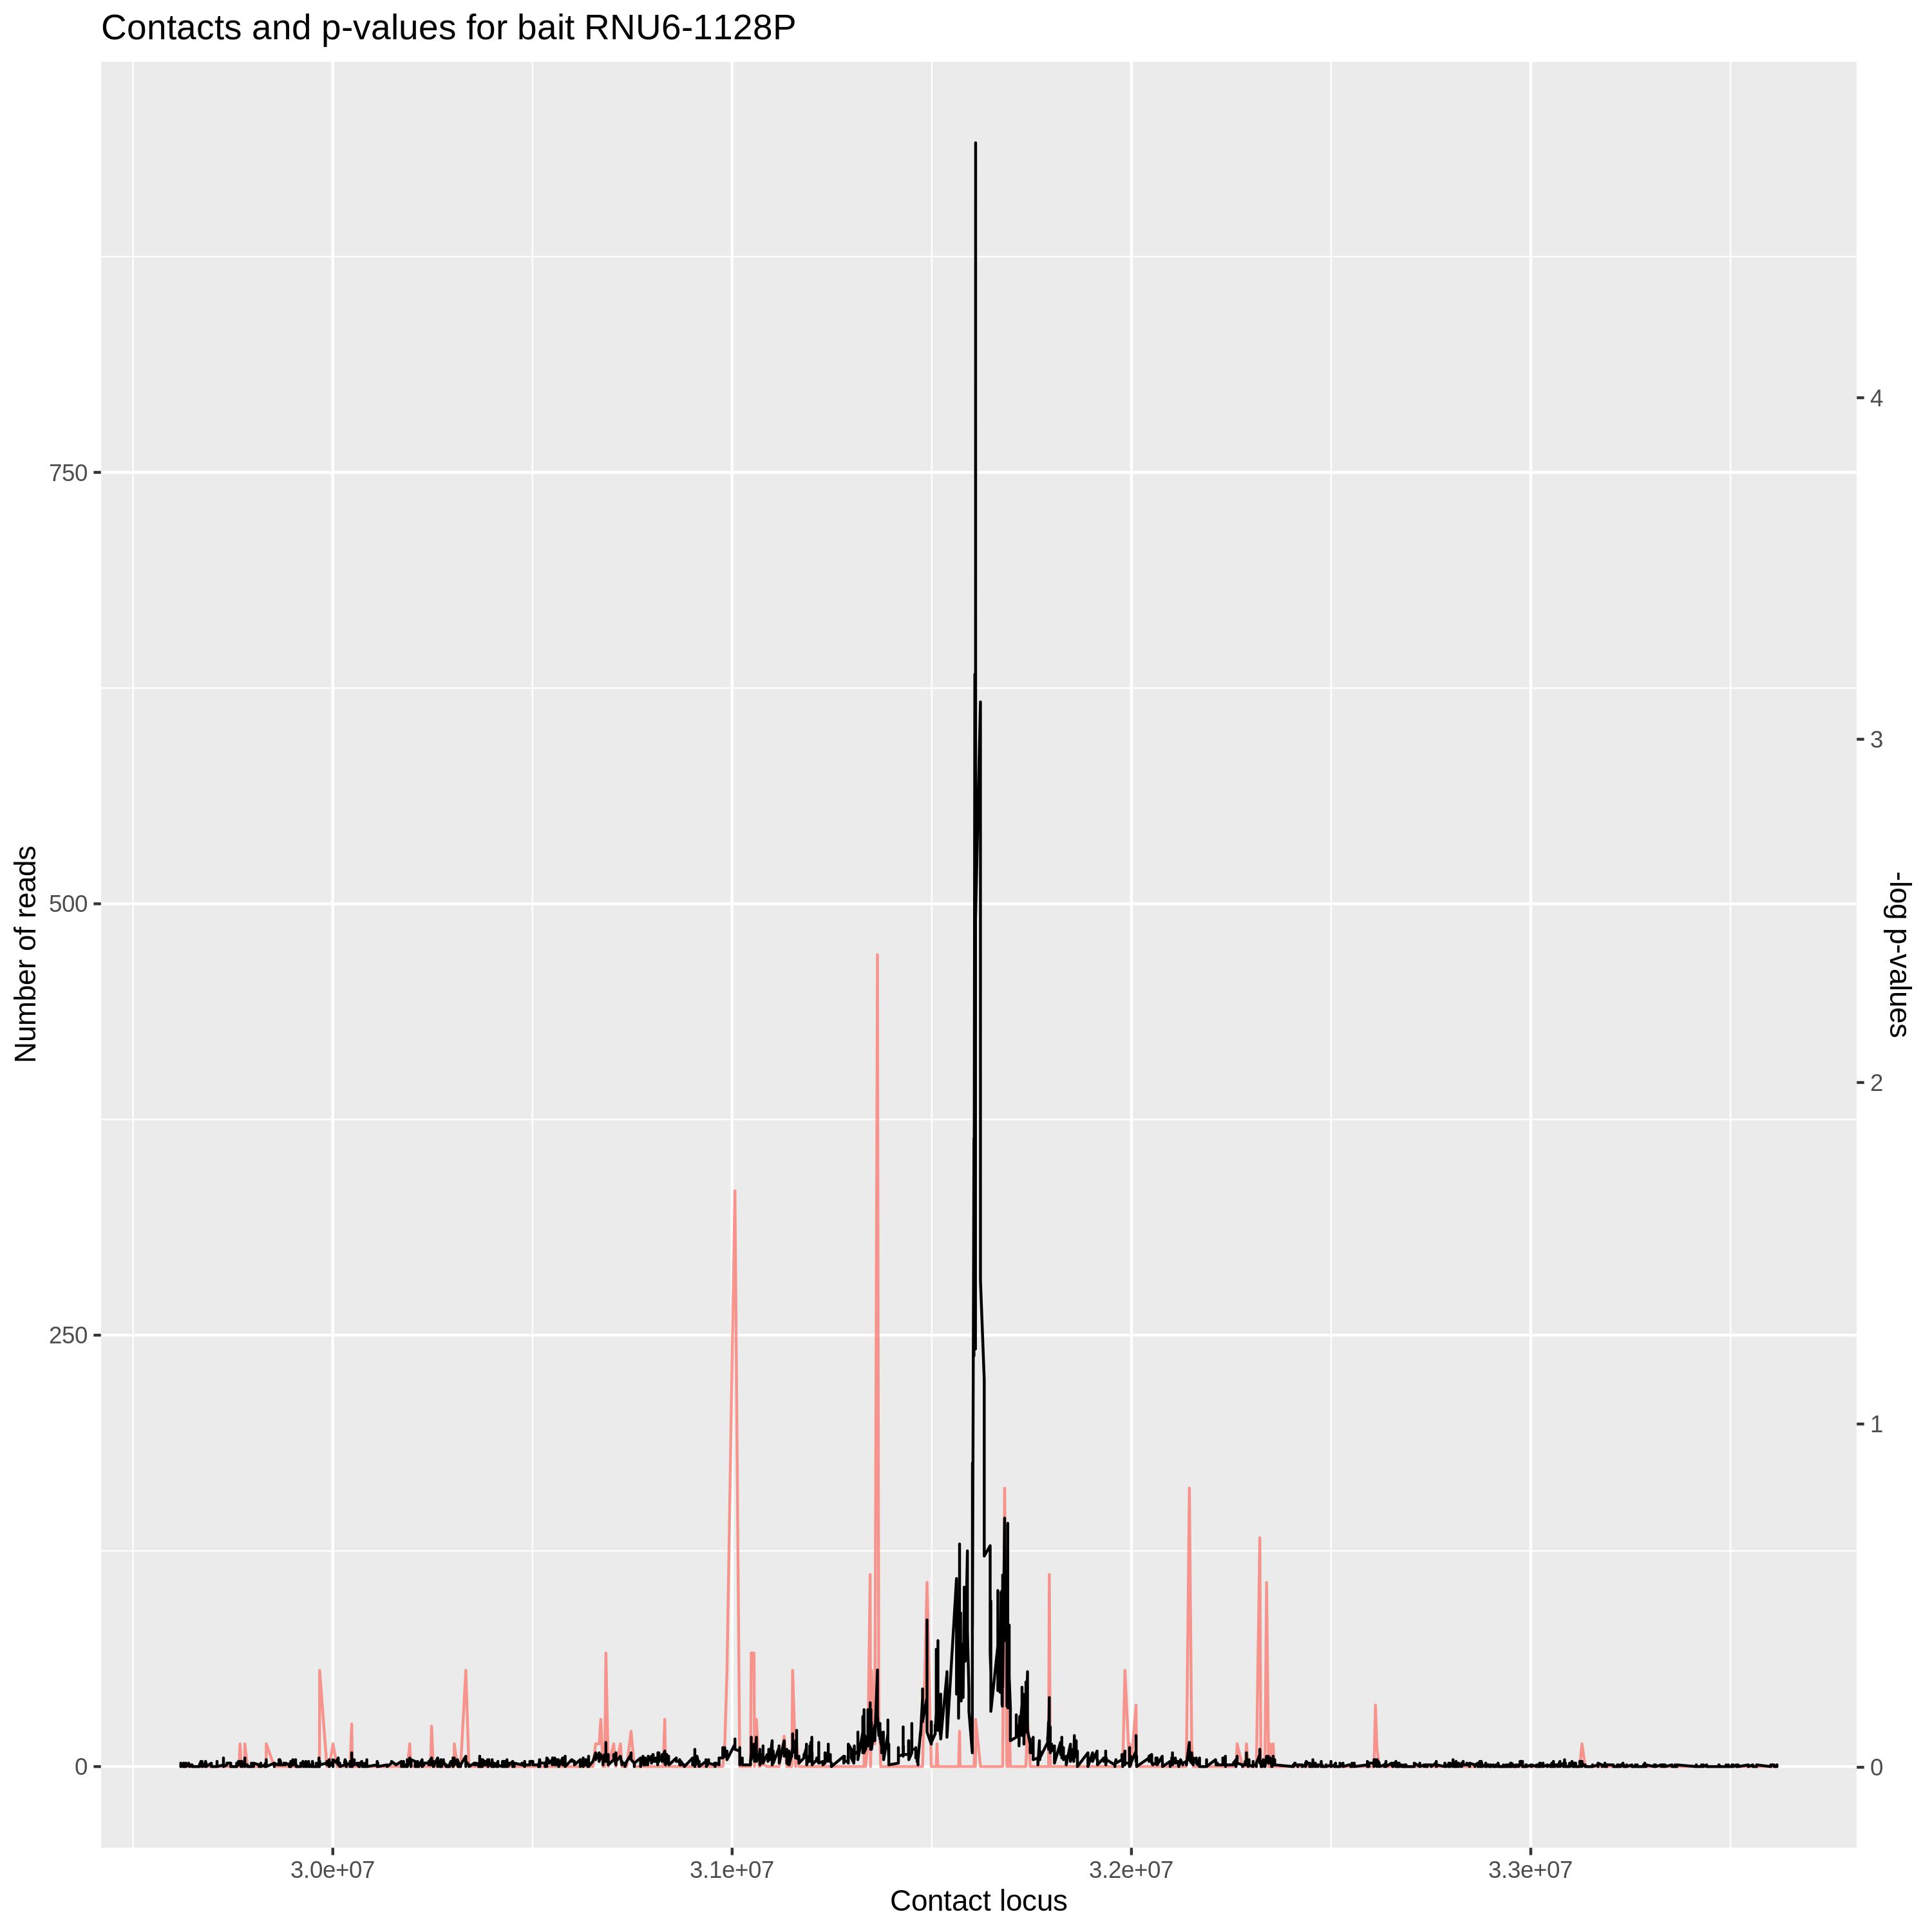 Contacts and p-values for bait RNU6-1128P
Number of reads
750
500
250
0
4
3
2
1
0
-log p-values
3.0e+07
3.1e+07
3.2e+07
3.3e+07
Contact locus